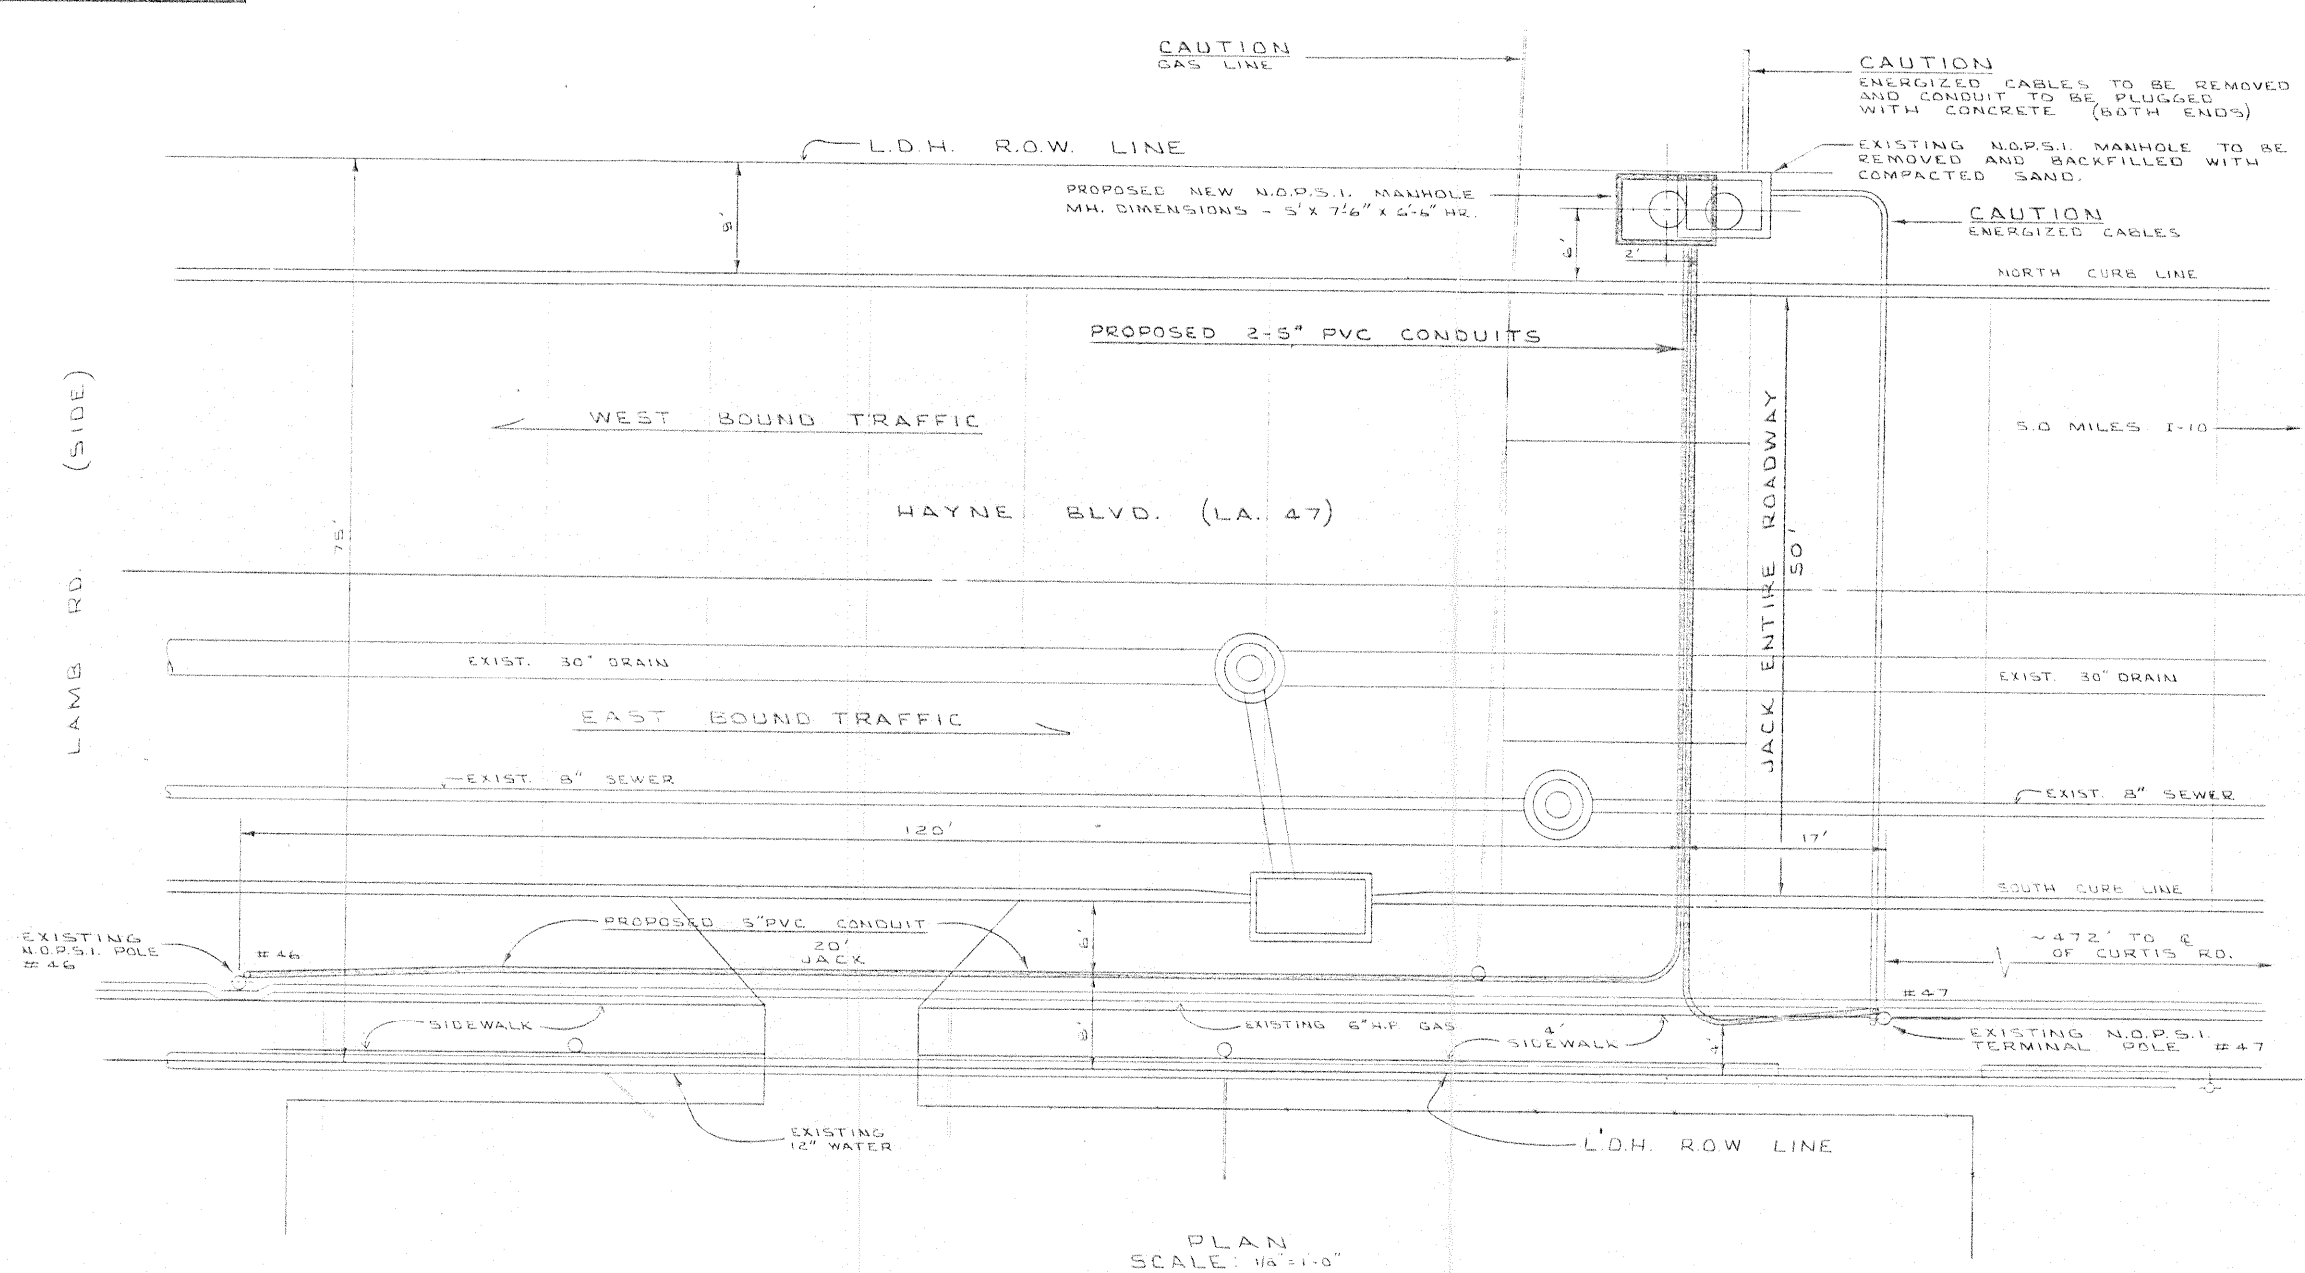 CAUTION
GAS LINE
CAUTION
ENERGIZED CABLES TO BE REMOVED
AND CONDUIT TO BE PLUGGED
WITH CONCRETE (BOTH ENDS)
L.D.H. R.O.W. LINE
EXISTING N.O.P.S.I. MANHOLE TO BE
REMOVED AND BACKFILLED WITH
COMPACTED SAND.
PROPOSED NEW N.O.P.S.I. MANHOLE
MH. DIMENSIONS - 5' X 7'-6" X 6'-6" HR.
CAUTION
ENERGIZED CABLES
9'
6'
2'
NORTH CURB LINE
PROPOSED 2-5" PVC CONDUITS
WEST BOUND TRAFFIC
5.0 MILES I-10
LAMB RD. (SIDE)
75'
HAYNE BLVD. (LA. 47)
JACK ENTIRE ROADWAY
50'
EXIST. 30" DRAIN
EXIST. 30" DRAIN
EAST BOUND TRAFFIC
EXIST. 8" SEWER
EXIST. 8" SEWER
120'
17'
SOUTH CURB LINE
PROPOSED 5"PVC CONDUIT
20'
JACK
6'
EXISTING
N.O.P.S.I. POLE
# 46
# 46
~472' TO ℄
OF CURTIS RD.
#47
SIDEWALK
EXISTING 6" H.P. GAS
4'
SIDEWALK
4'
EXISTING N.O.P.S.I.
TERMINAL POLE #47
EXISTING
12" WATER
L.D.H. R.O.W LINE
PLAN
SCALE: 1/8"=1'-0"